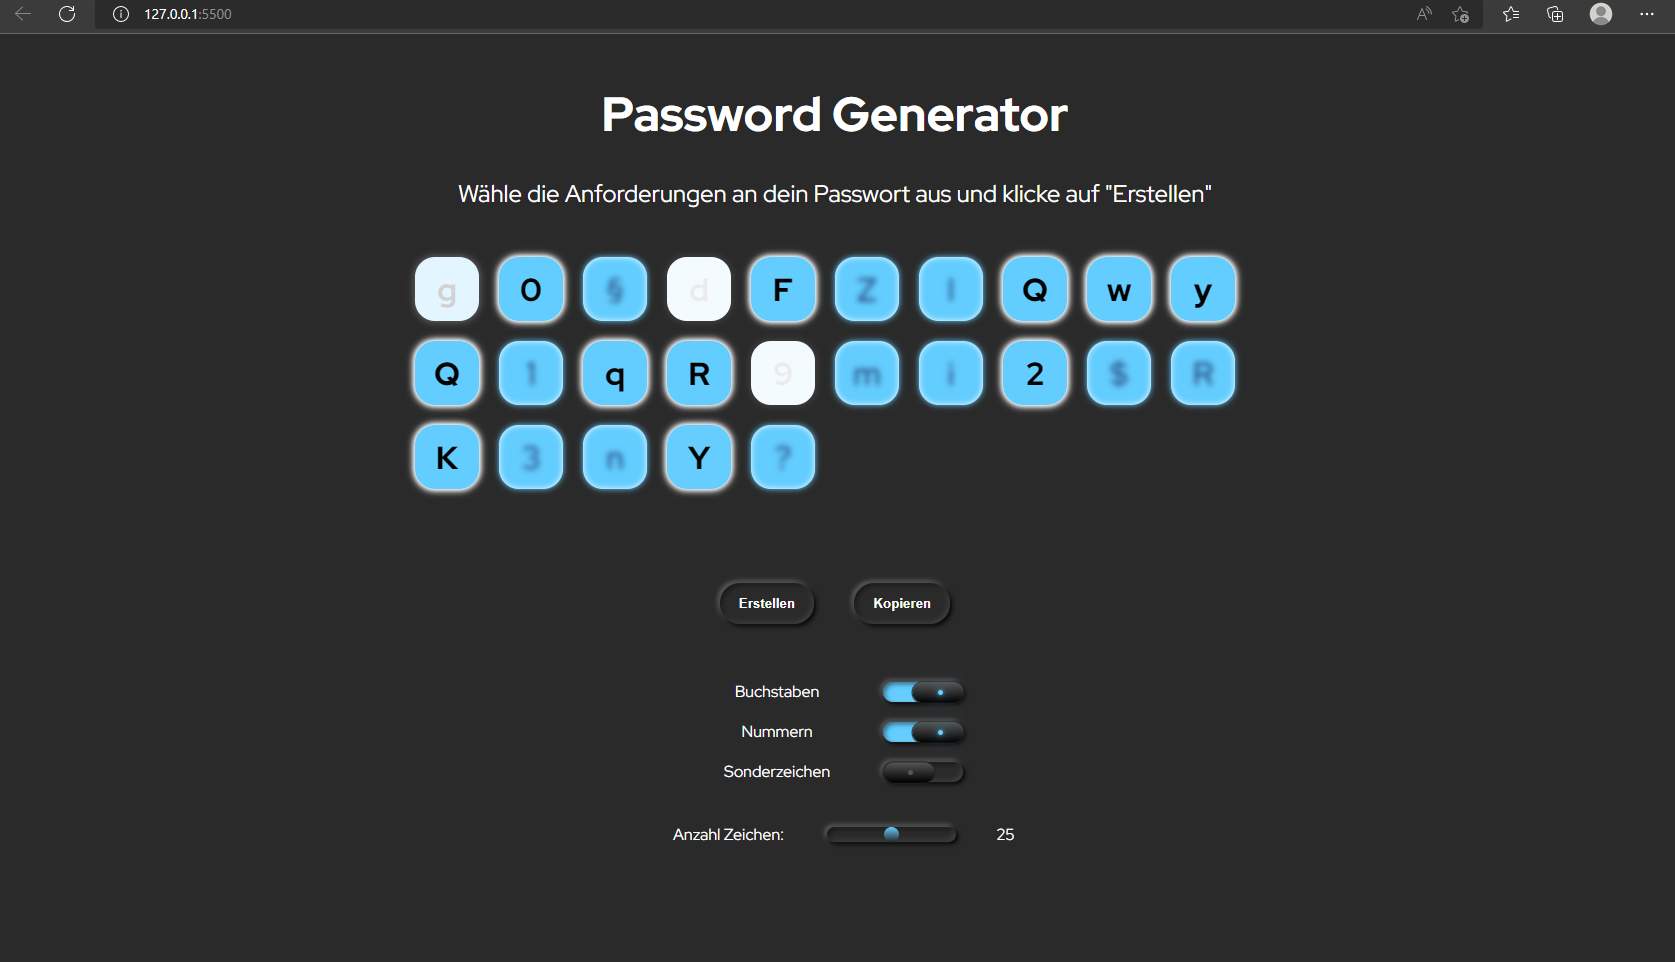 127.0.0.1:5500
Password Generator
Wähle die Anforderungen an dein Passwort aus und klicke auf "Erstellen"
g 0 § d F Z Q w y
Q 1 q R 9 m i 2 $ R
K 3 n Y ?
Erstellen Kopieren
Buchstaben
Nummern
Sonderzeichen
Anzahl Zeichen: 25